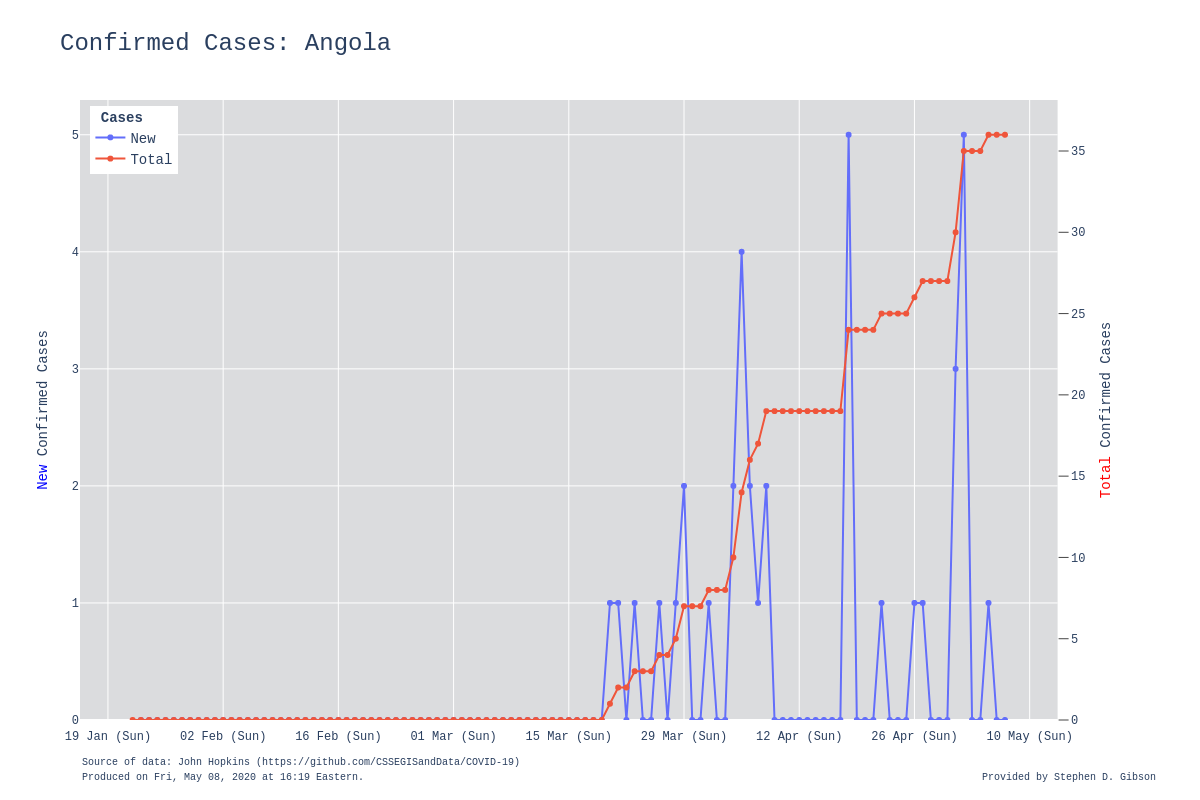 Confirmed Cases: Angola
Cases
New
Total
5
4
3
2
1
0
New Confirmed Cases
35
30
25
20
15
10
5
0
Total Confirmed Cases
19 Jan (Sun)
02 Feb (Sun)
16 Feb (Sun)
01 Mar (Sun)
15 Mar (Sun)
29 Mar (Sun)
12 Apr (Sun)
26 Apr (Sun)
10 May (Sun)
Source of data: John Hopkins (https://github.com/CSSEGISandData/COVID-19)
Produced on Fri, May 08, 2020 at 16:19 Eastern.
Provided by Stephen D. Gibson